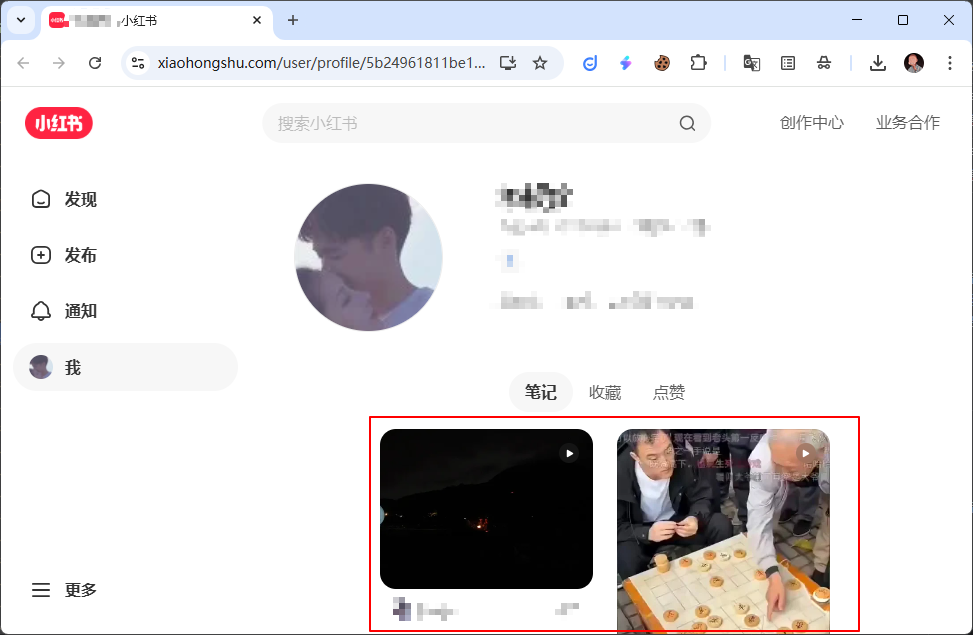 ,小红书
xiaohongshu.com/user/profile/5b24961811be1...
小红书
搜索小红书
创作中心
业务合作
发现
发布
通知
我
笔记
收藏
点赞
更多